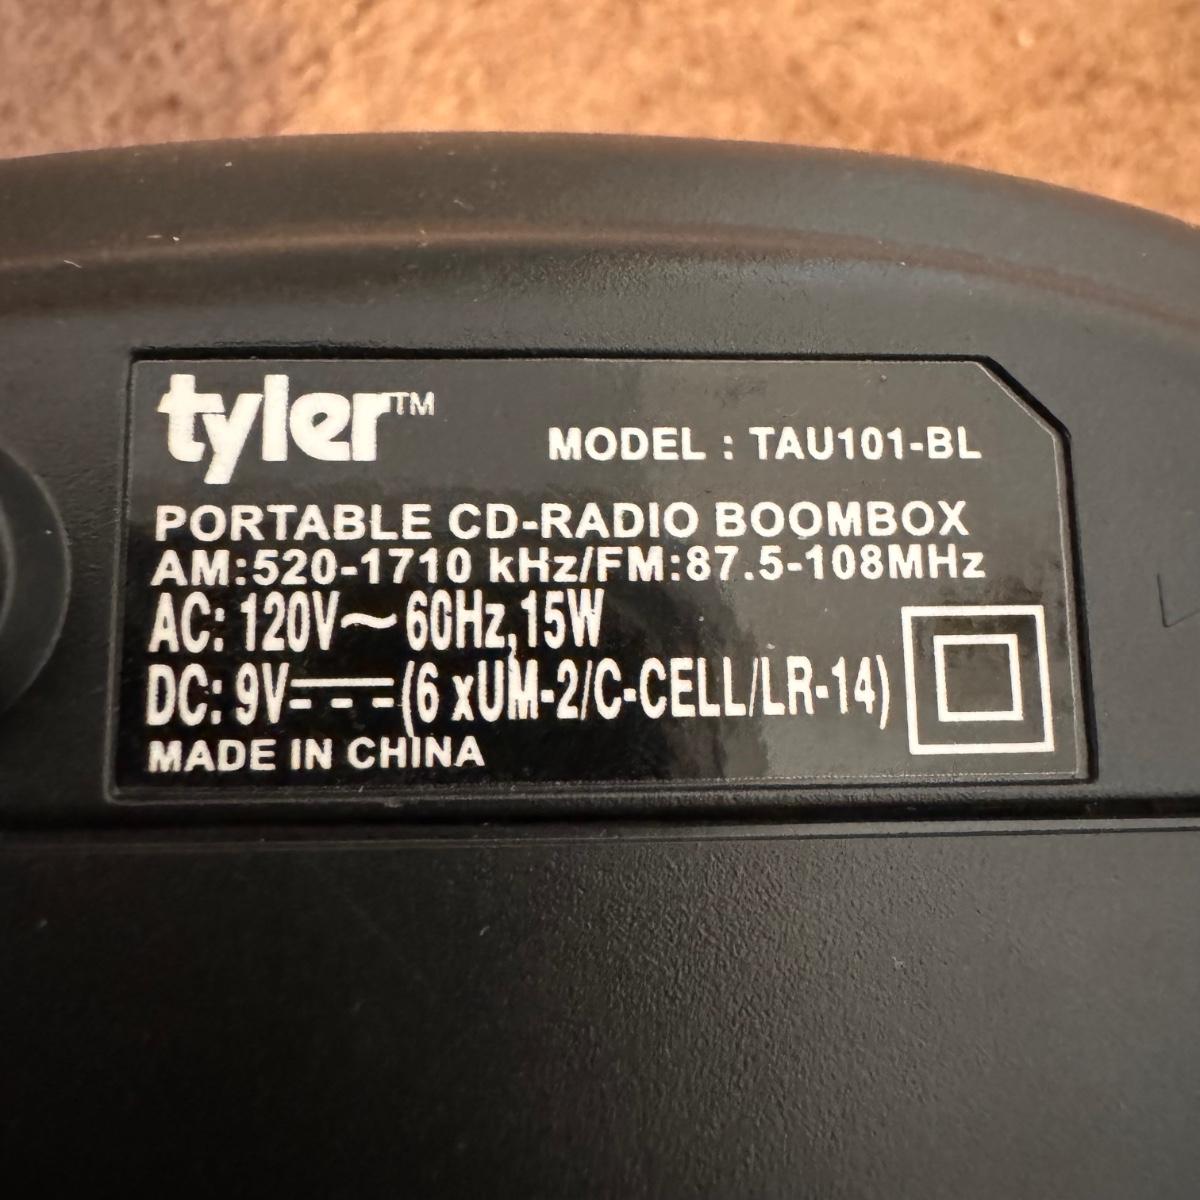 tyler™
MODEL : TAU101-BL
PORTABLE CD-RADIO BOOMBOX
AM:520-1710 kHz/FM:87.5-108MHz
AC: 120V~60Hz,15W
DC: 9V⎓(6 xUM-2/C-CELL/LR-14)
MADE IN CHINA